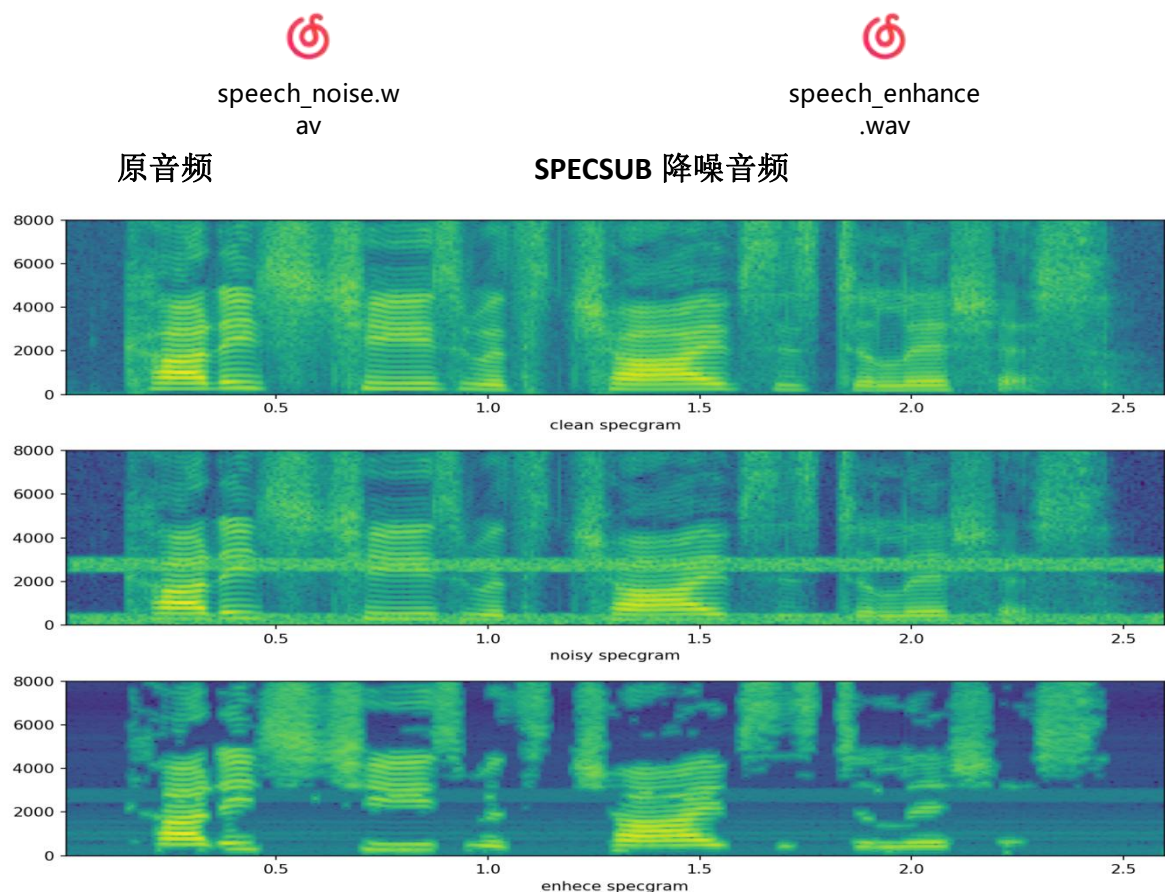 speech_noise.w
av
speech_enhance
.wav
原音频
SPECSUB 降噪音频
8000
6000
4000
2000
0
0.5 1.0 1.5 2.0 2.5
clean specgram
8000
6000
4000
2000
0
0.5 1.0 1.5 2.0 2.5
noisy specgram
8000
6000
4000
2000
0
0.5 1.0 1.5 2.0 2.5
enhece specgram